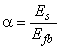 α = E_s / E_fb